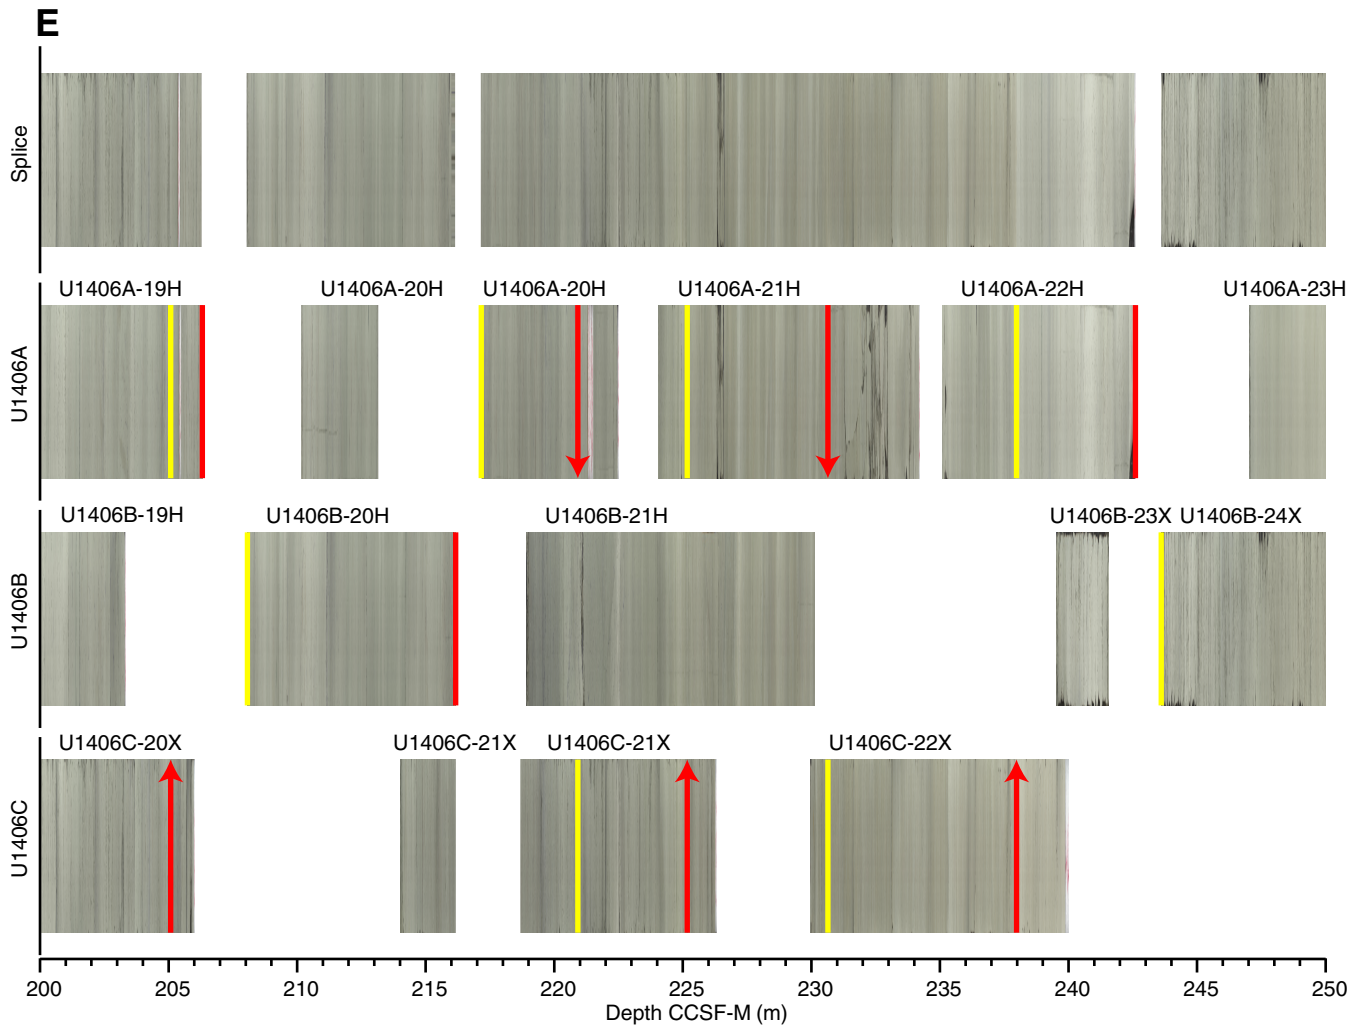 E
Splice
U1406A-19H U1406A-20H U1406A-20H U1406A-21H U1406A-22H U1406A-23H
U1406A
U1406B-19H U1406B-20H U1406B-21H U1406B-23X U1406B-24X
U1406B
U1406C-20X U1406C-21X U1406C-21X U1406C-22X
U1406C
200 205 210 215 220 225 230 235 240 245 250
Depth CCSF-M (m)